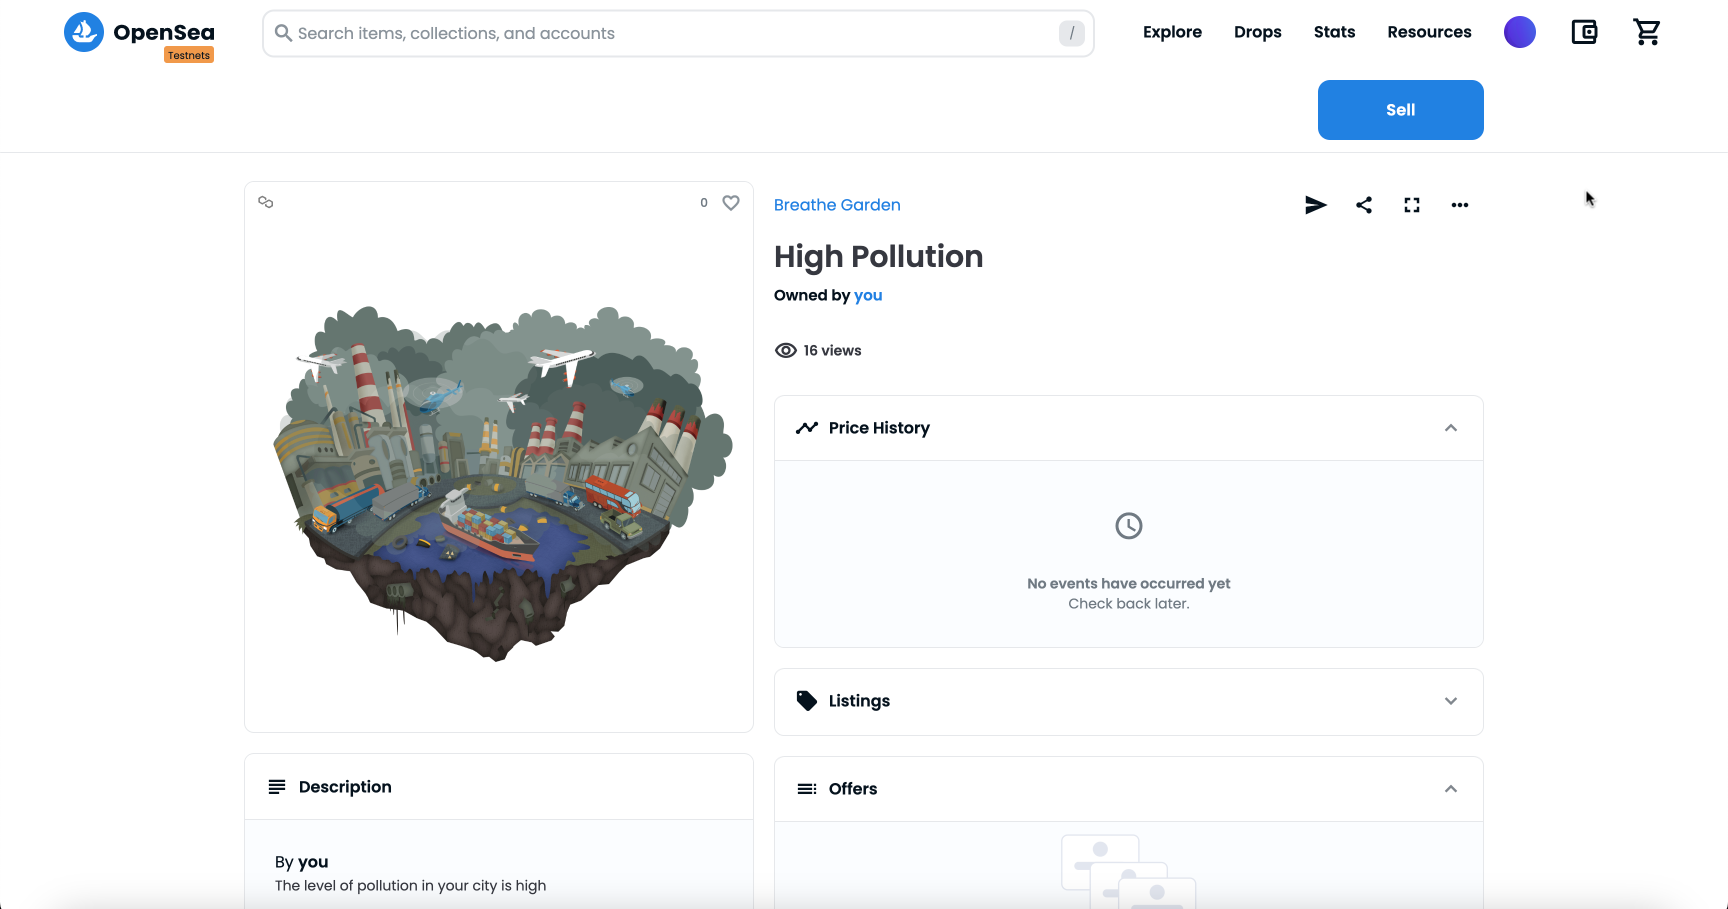 OpenSea
Testnets
Search items, collections, and accounts
/
Explore
Drops
Stats
Resources
Sell
0
Breathe Garden
High Pollution
Owned by you
16 views
Price History
No events have occurred yet
Check back later.
Listings
Offers
Description
By you
The level of pollution in your city is high